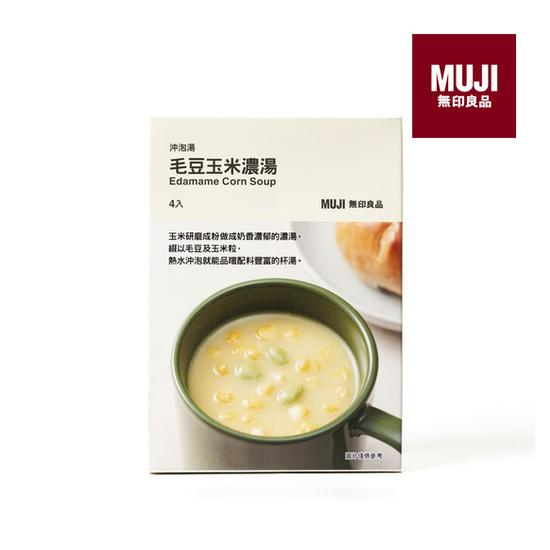 MUJI
無印良品
沖泡湯
毛豆玉米濃湯
Edamame Corn Soup
4入
MUJI 無印良品
玉米研磨成粉做成奶香濃郁的濃湯，
綴以毛豆及玉米粒，
熱水沖泡就能品嚐配料豐富的杯湯。
圖片僅供參考